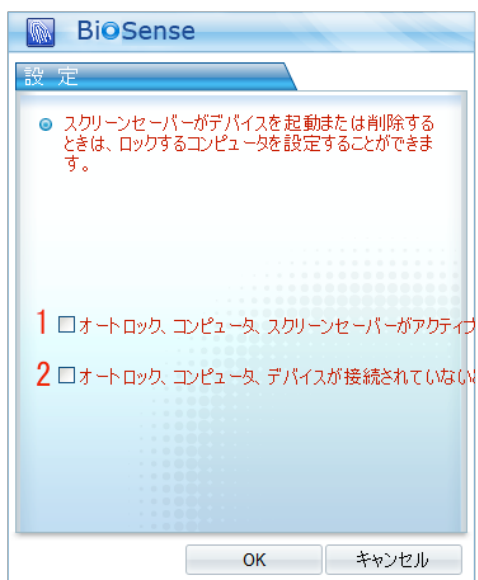 BioSense
設 定
スクリーンセーバーがデバイスを起動または削除する
ときは、ロックするコンピュータを設定することができま
す。
1 オートロック、コンピュータ、スクリーンセーバーがアクティブ
2 オートロック、コンピュータ、デバイスが接続されていない
OK キャンセル